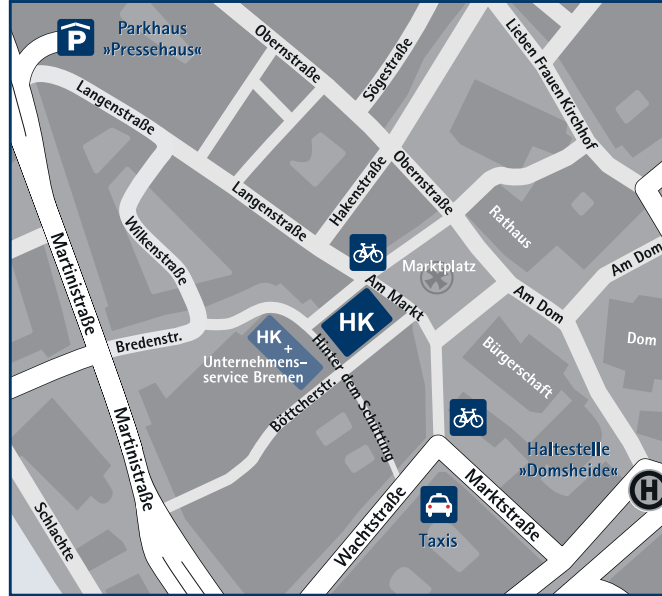 P
Parkhaus
»Pressehaus«
Obernstraße
Sögestraße
Lieben Frauen Kirchhof
Langenstraße
Langenstraße
Hakenstraße
Obernstraße
Wilkenstraße
Rathaus
Martinistraße
Marktplatz
Am Markt
Am Dom
Am Dom
Bredenstr.
HK
+
Unternehmens-
service Bremen
HK
Hinter dem Schütting
Böttcherstr.
Bürgerschaft
Dom
Martinistraße
Haltestelle
»Domsheide«
H
Schlachte
Wachtstraße
Marktstraße
Taxis